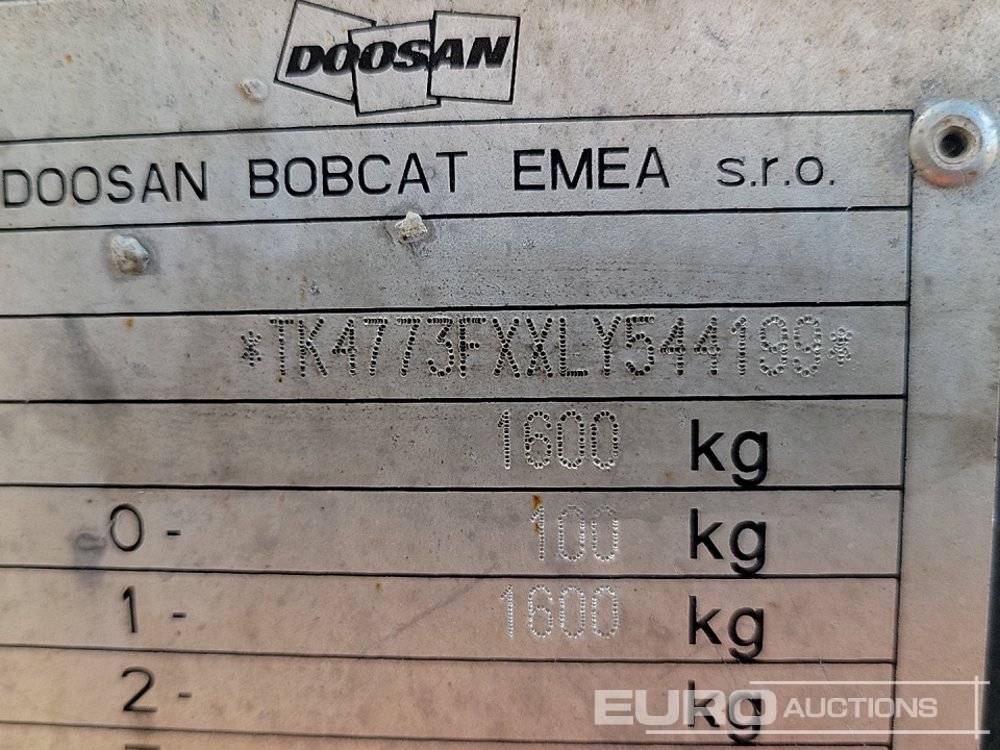 DOOSAN
DOOSAN BOBCAT EMEA s.r.o.
*TK4773FXXLY544199*
1600 kg
0- 100 kg
1- 1600 kg
2- kg
EURO AUCTIONS